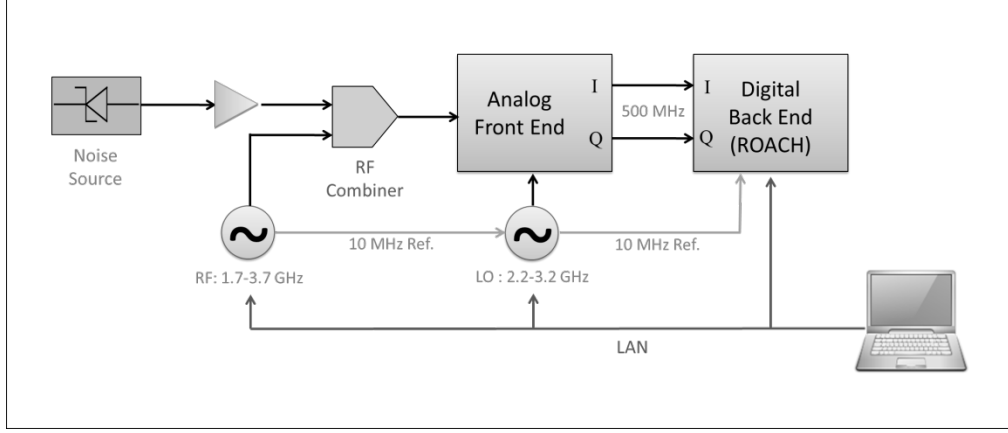 Noise
Source
RF
Combiner
Analog
Front End
I
Q
500 MHz
I
Q
Digital
Back End
(ROACH)
10 MHz Ref.
10 MHz Ref.
RF: 1.7-3.7 GHz
LO : 2.2-3.2 GHz
LAN